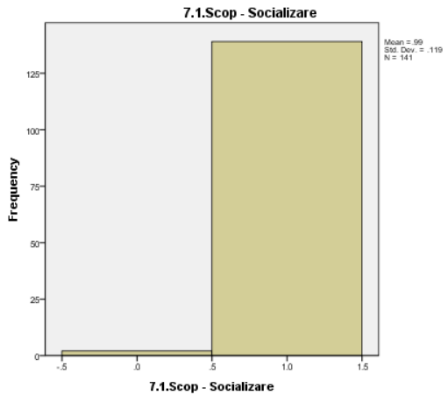 7.1.Scop - Socializare
Mean =.99
Std. Dev. =.119
N = 141
125
100
75
50
25
0
Frequency
-.5
.0
.5
1.0
1.5
7.1.Scop - Socializare